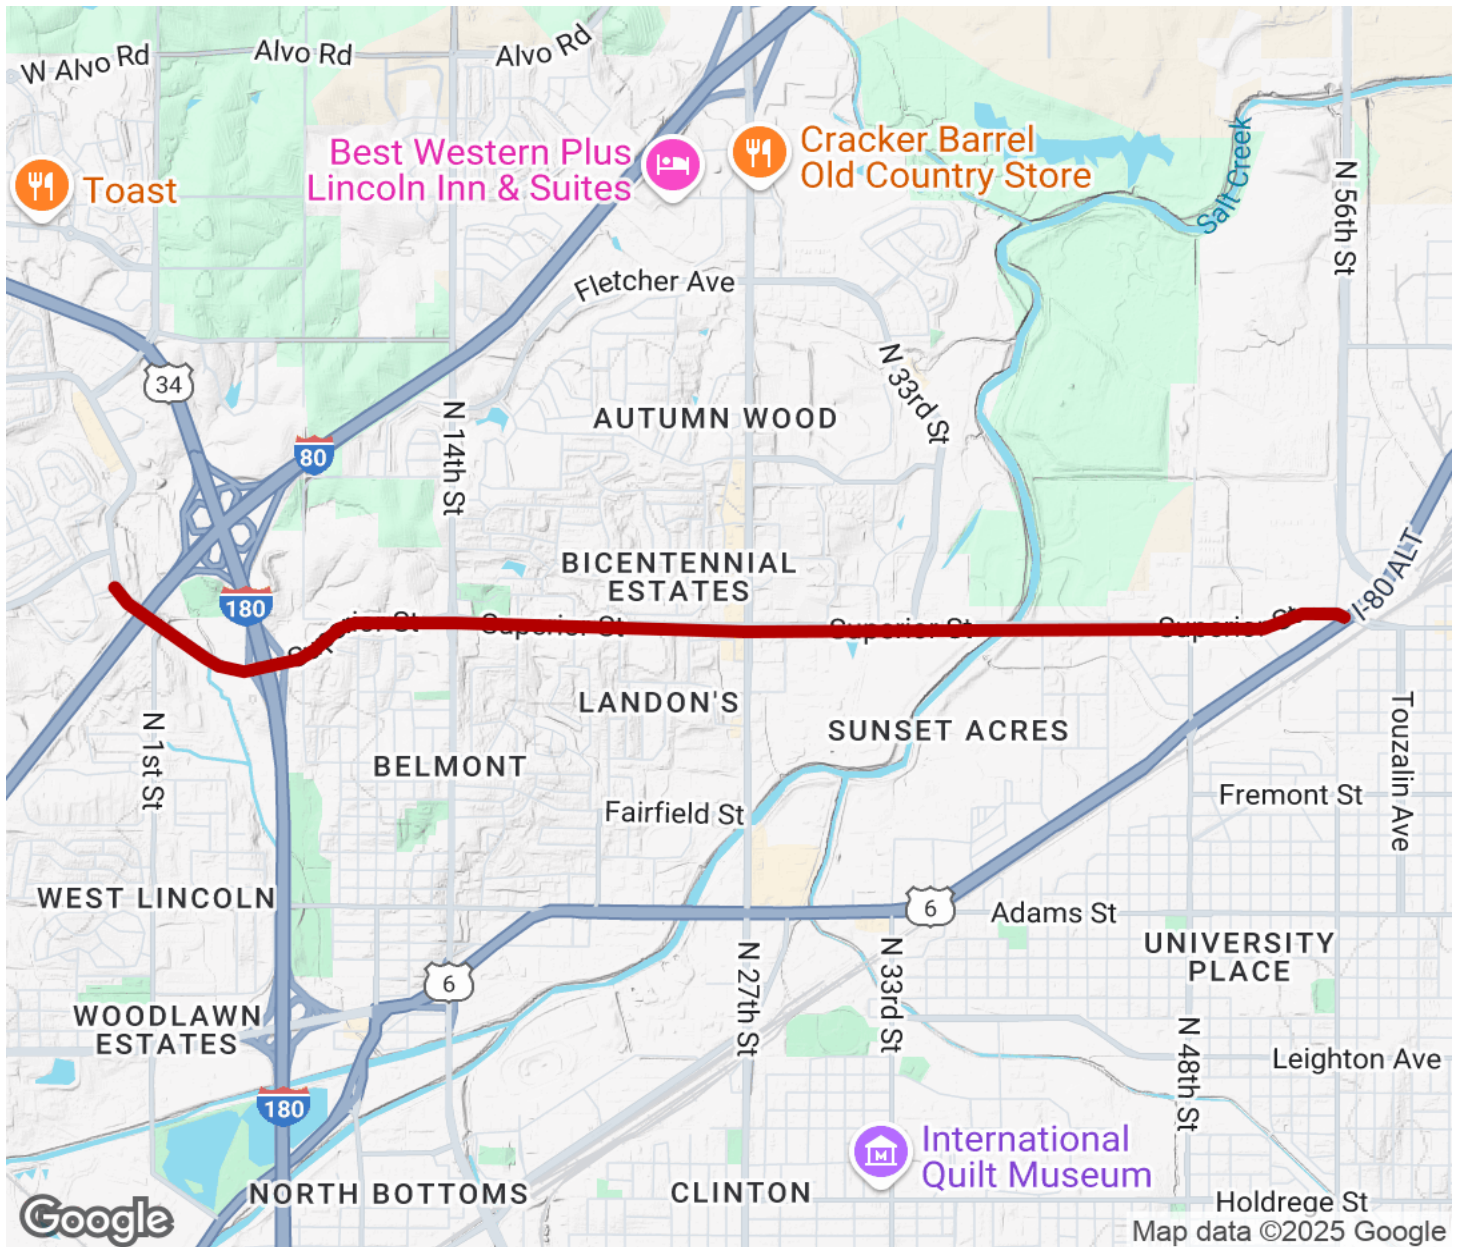 W Alvo Rd
Alvo Rd
Alvo Rd
Best Western Plus
Lincoln Inn & Suites
Cracker Barrel
Old Country Store
Toast
Salt Creek
N 56th St
Fletcher Ave
34
N 33rd St
80
N 14th St
AUTUMN WOOD
BICENTENNIAL
ESTATES
I-80 ALT
180
Superior St
Superior St
Superior St
Superior St
LANDON'S
SUNSET ACRES
N 1st St
BELMONT
Touzalin Ave
Fremont St
Fairfield St
WEST LINCOLN
6
Adams St
UNIVERSITY
PLACE
6
N 27th St
N 33rd St
WOODLAWN
ESTATES
N 48th St
Leighton Ave
180
International
Quilt Museum
NORTH BOTTOMS
CLINTON
Holdrege St
Google
Map data ©2025 Google